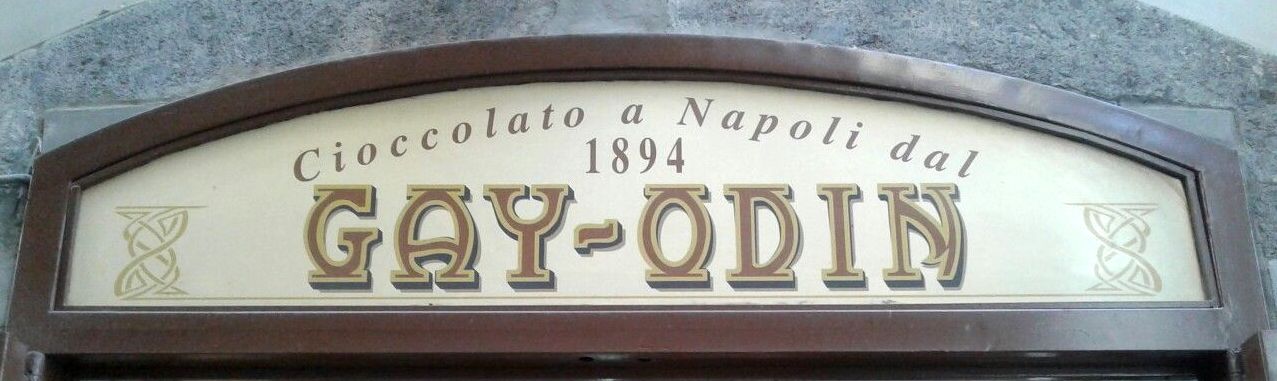 Cioccolato a Napoli dal
1894
GAY-ODIN